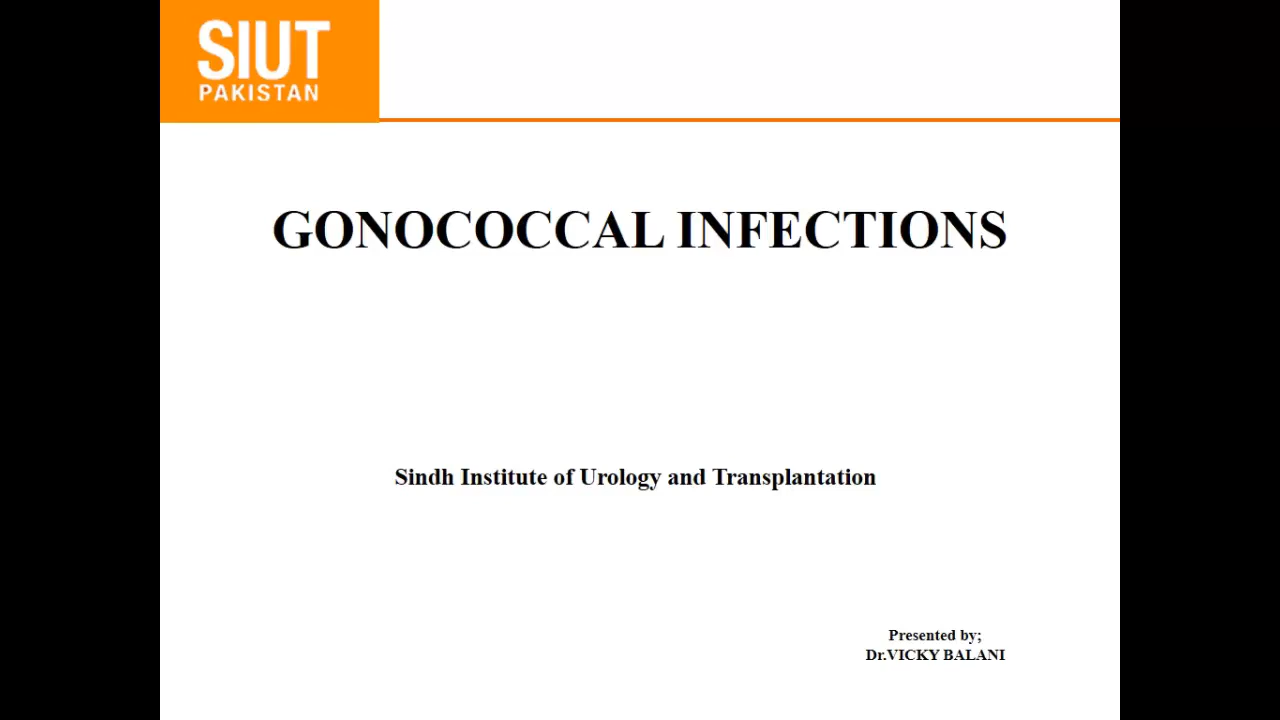 SIUT
PAKISTAN
GONOCOCCAL INFECTIONS
Sindh Institute of Urology and Transplantation
Presented by;
Dr.VICKY BALANI